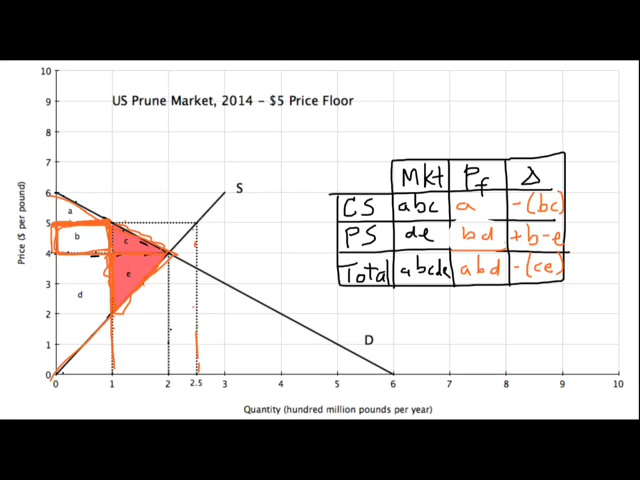 US Prune Market, 2014 – $5 Price Floor
Price ($ per pound)
10
9
8
7
6
5
4
3
2
1
0
a
b
c
d
e
S
D
0 1 2 2.5 3 4 5 6 7 8 9 10
Quantity (hundred million pounds per year)
Mkt Pf Δ
CS abc a -(bc)
PS de bd +b-e
Total abcde abd -(ce)